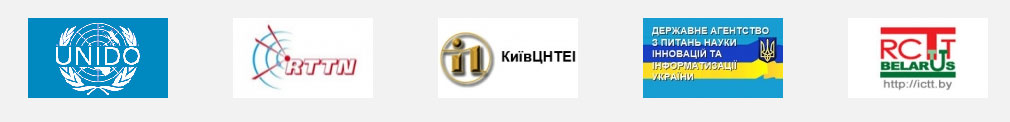 UNIDO
RTTN
КиївЦНТЕІ
ДЕРЖАВНЕ АГЕНТСТВО
З ПИТАНЬ НАУКИ
ІННОВАЦІЙ ТА
ІНФОРМАТИЗАЦІЇ
УКРАЇНИ
RCTT
BELARUS
http://ictt.by